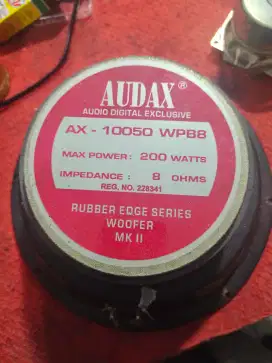 AUDAX
AUDIO DIGITAL EXCLUSIVE
AX - 10050 WPB8
MAX POWER : 200 WATTS
IMPEDANCE : 8 OHMS
REG. NO. 228341
RUBBER EDGE SERIES
WOOFER
MK II